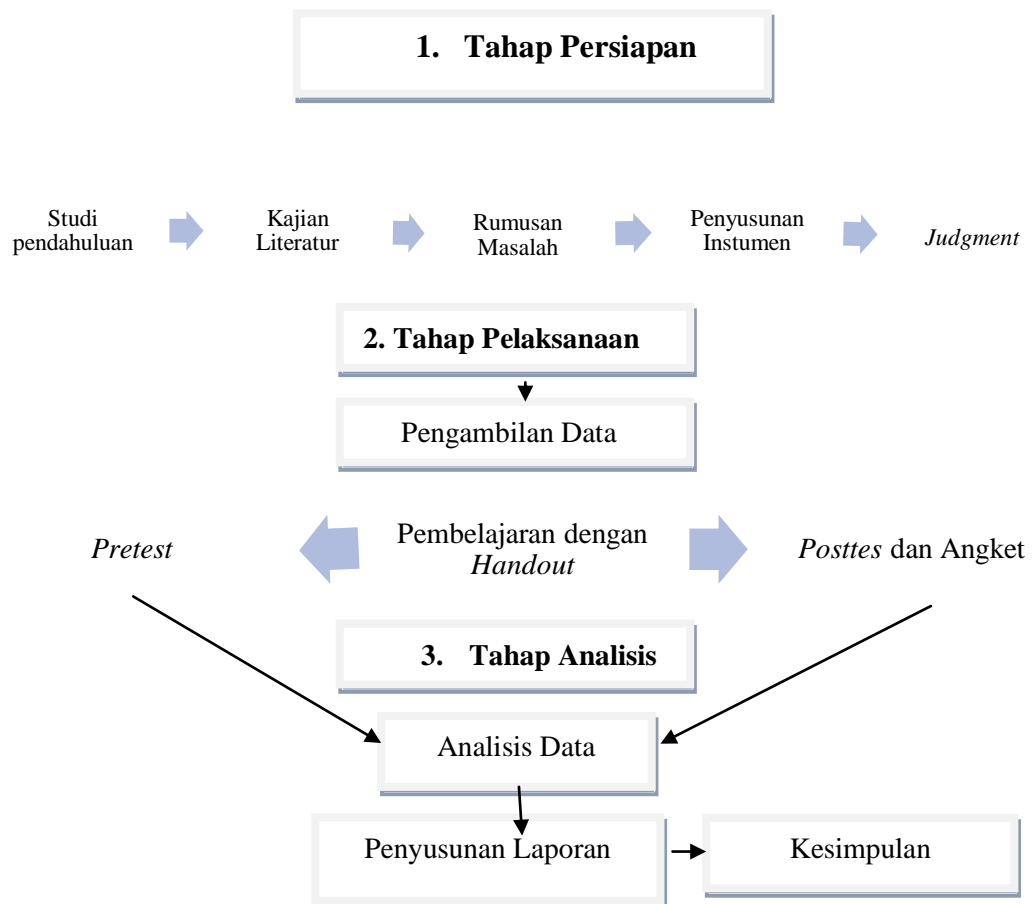 1. Tahap Persiapan
Studi
pendahuluan
Kajian
Literatur
Rumusan
Masalah
Penyusunan
Instumen
Judgment
2. Tahap Pelaksanaan
Pengambilan Data
Pretest
Pembelajaran dengan
Handout
Posttes dan Angket
3. Tahap Analisis
Analisis Data
Penyusunan Laporan
Kesimpulan